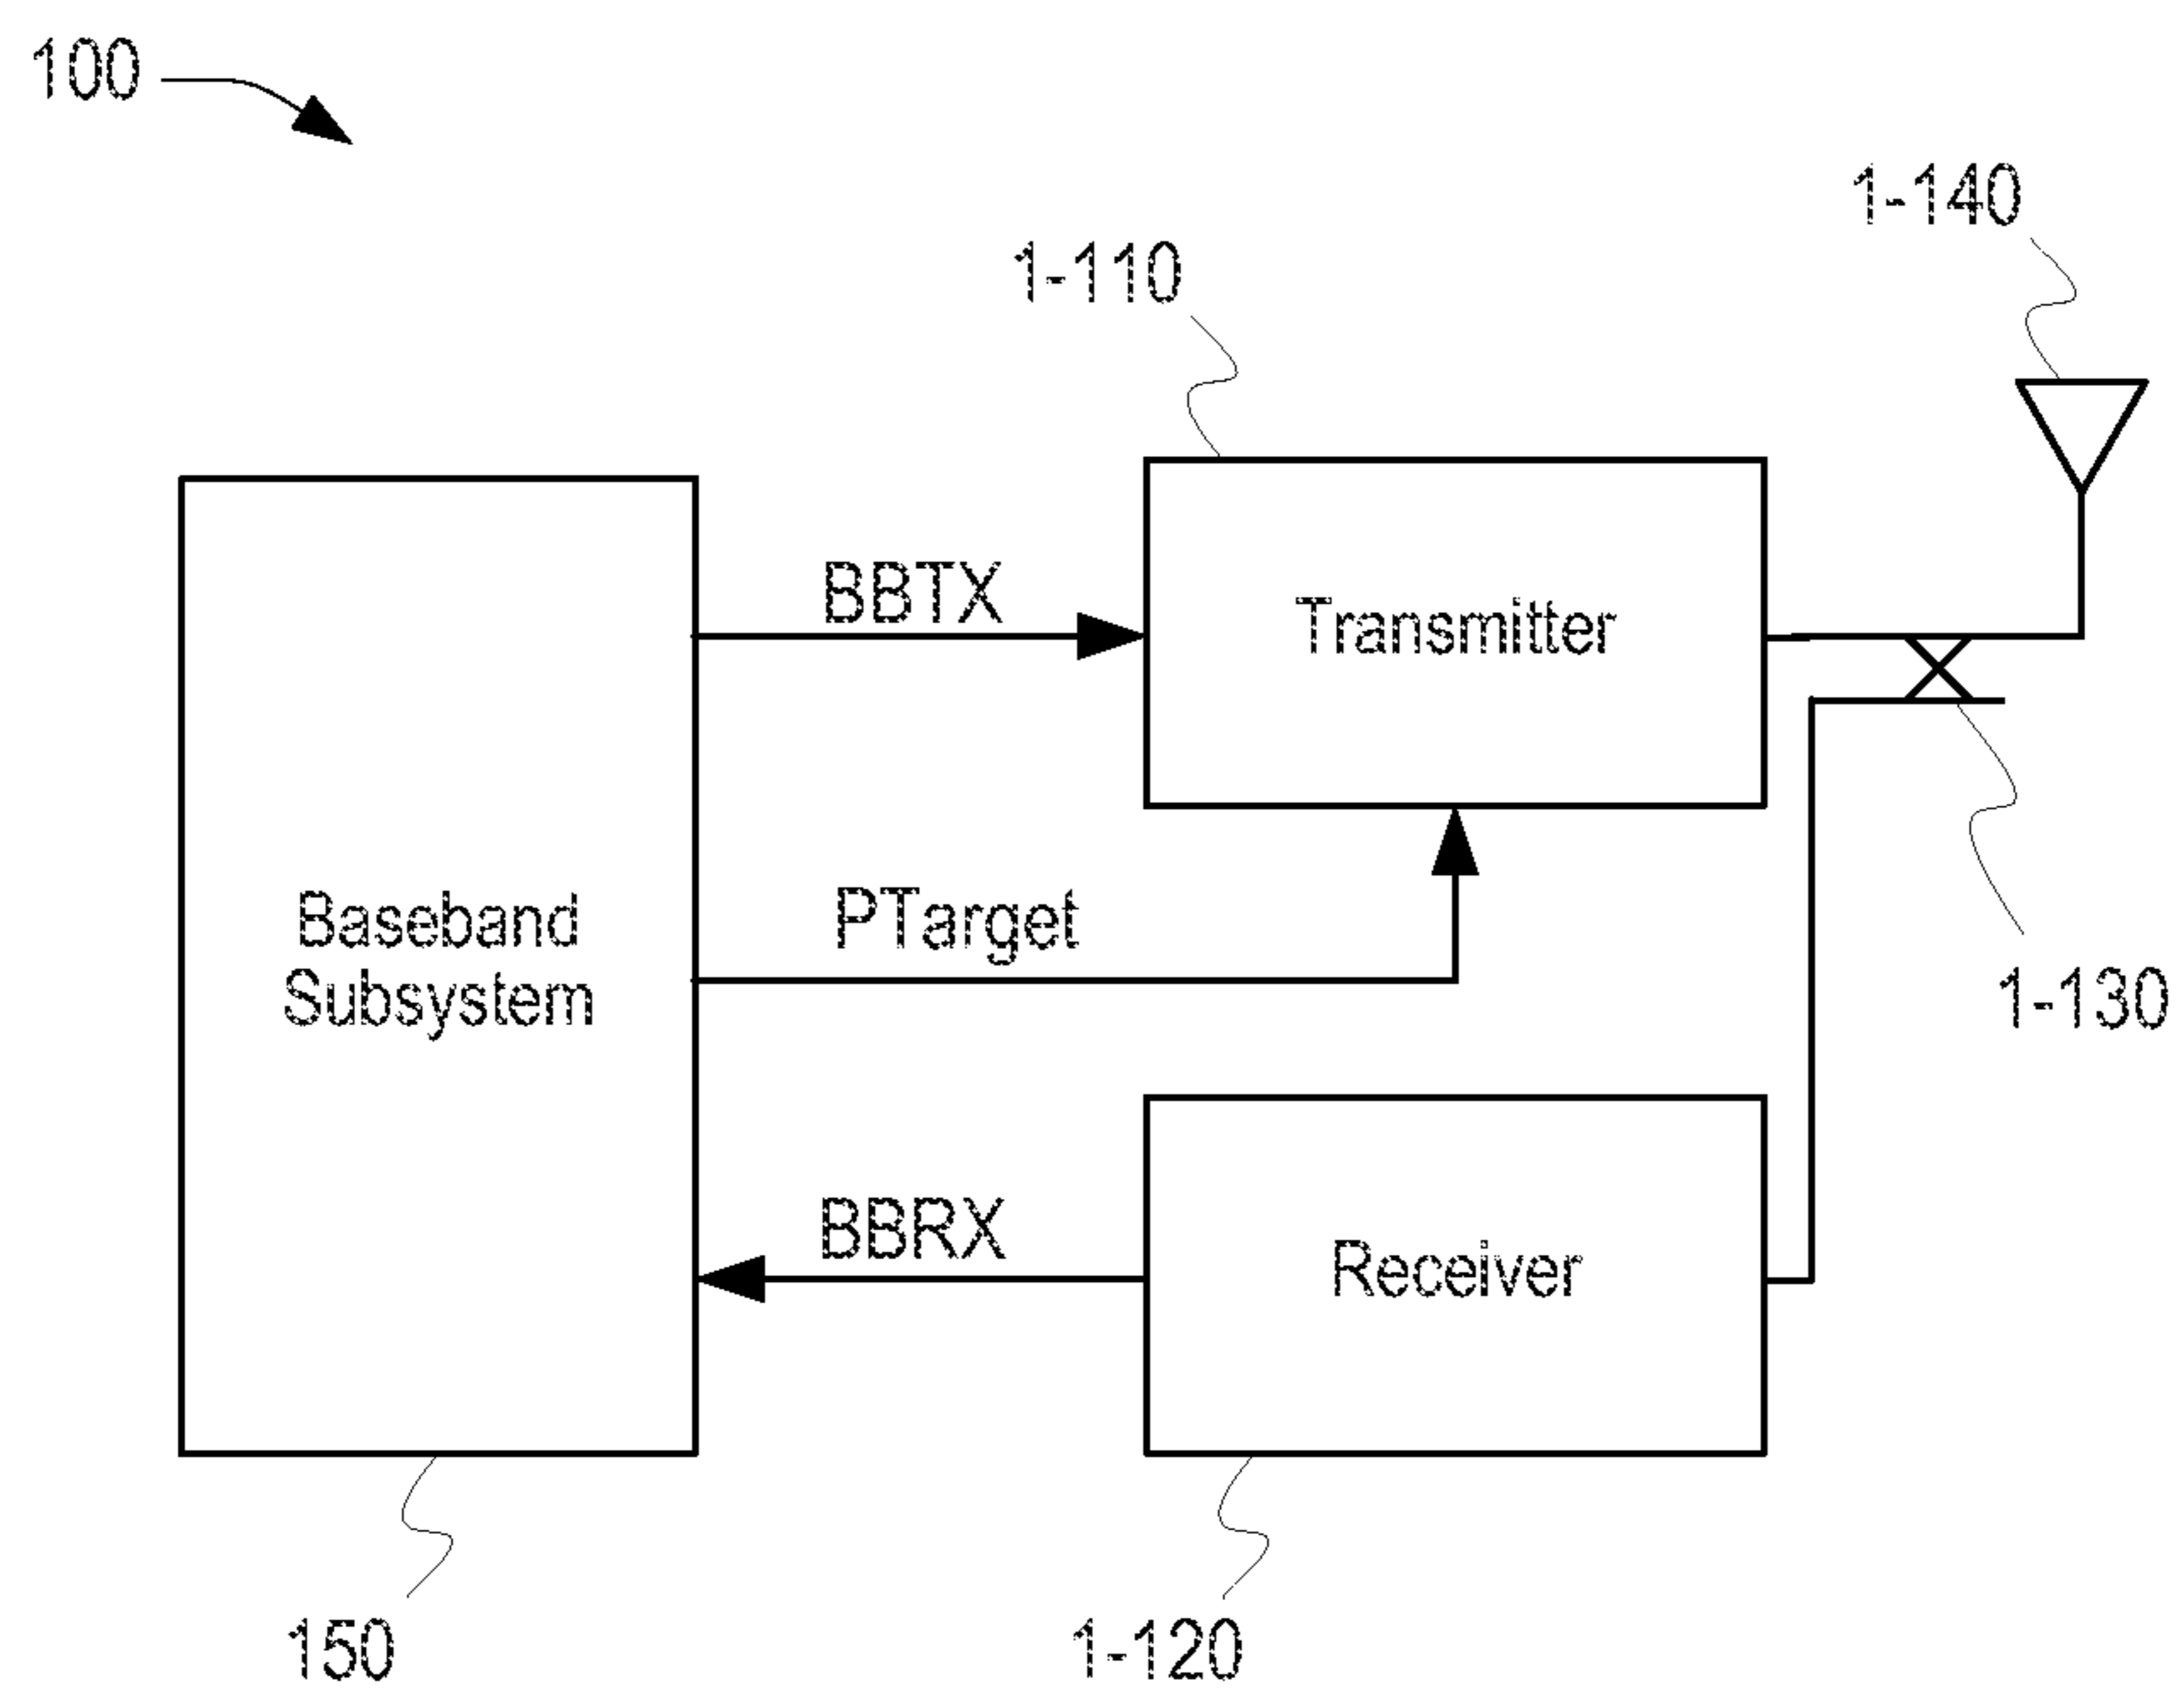 100
1-140
1-110
BBTX
Transmitter
PTarget
Baseband
Subsystem
1-130
BBRX
Receiver
150
1-120